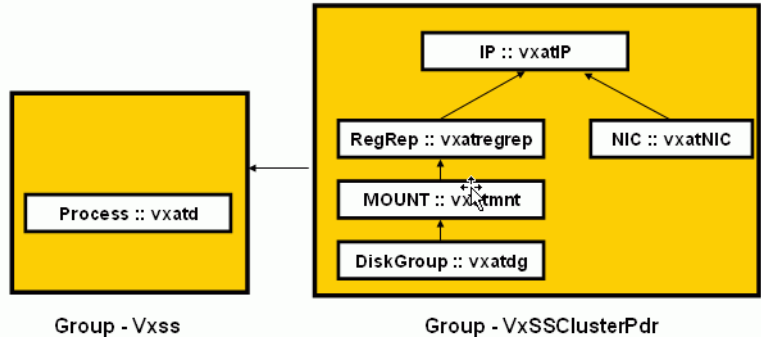 IP :: vxatIP
RegRep :: vxatregrep
NIC :: vxatNIC
MOUNT ::
Process :: vxatd
DiskGroup :: vxatdg
Group - Vxss
Group - VxSSClusterPdr